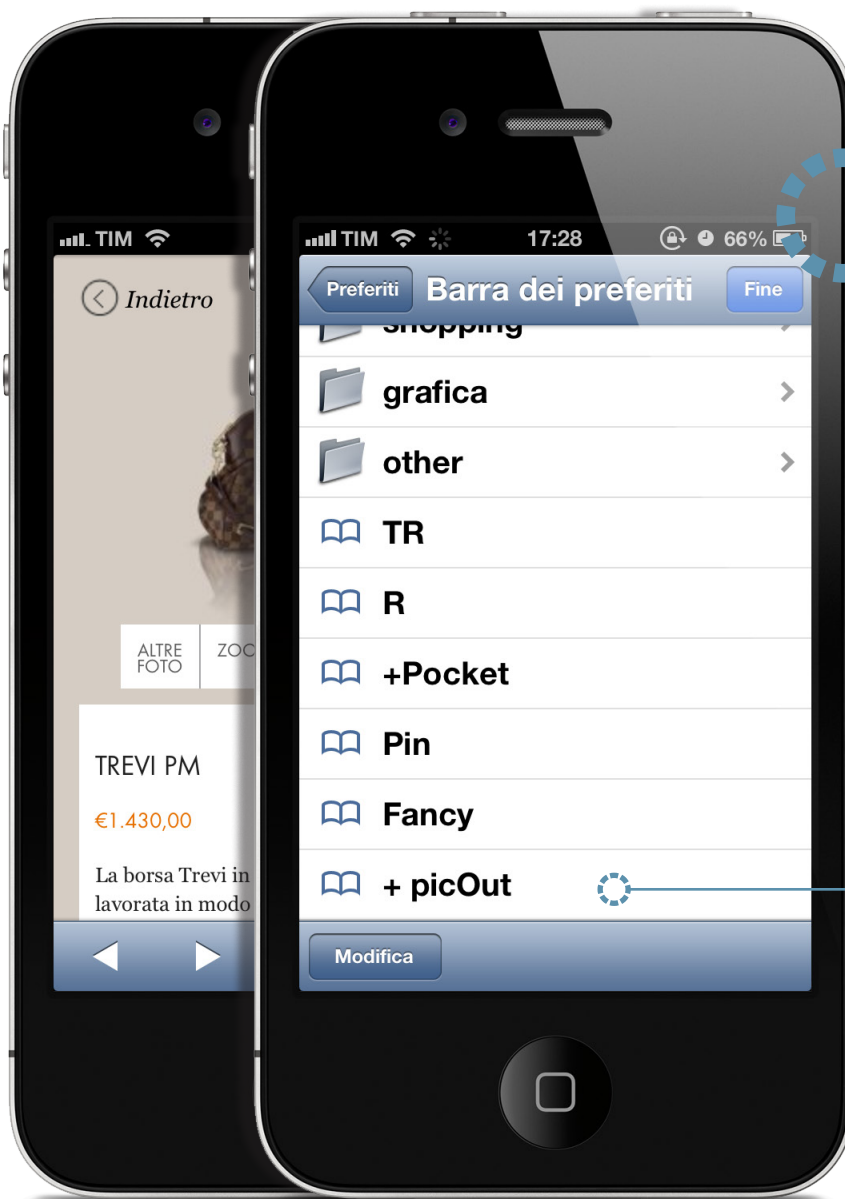 TIM
Indietro
ALTRE
FOTO
TREVI PM
€1.430,00
La borsa Trevi in
lavorata in modo
TIM 17:28 66%
Preferiti Barra dei preferiti Fine
shopping
grafica
other
TR
R
+Pocket
Pin
Fancy
+ picOut
Modifica